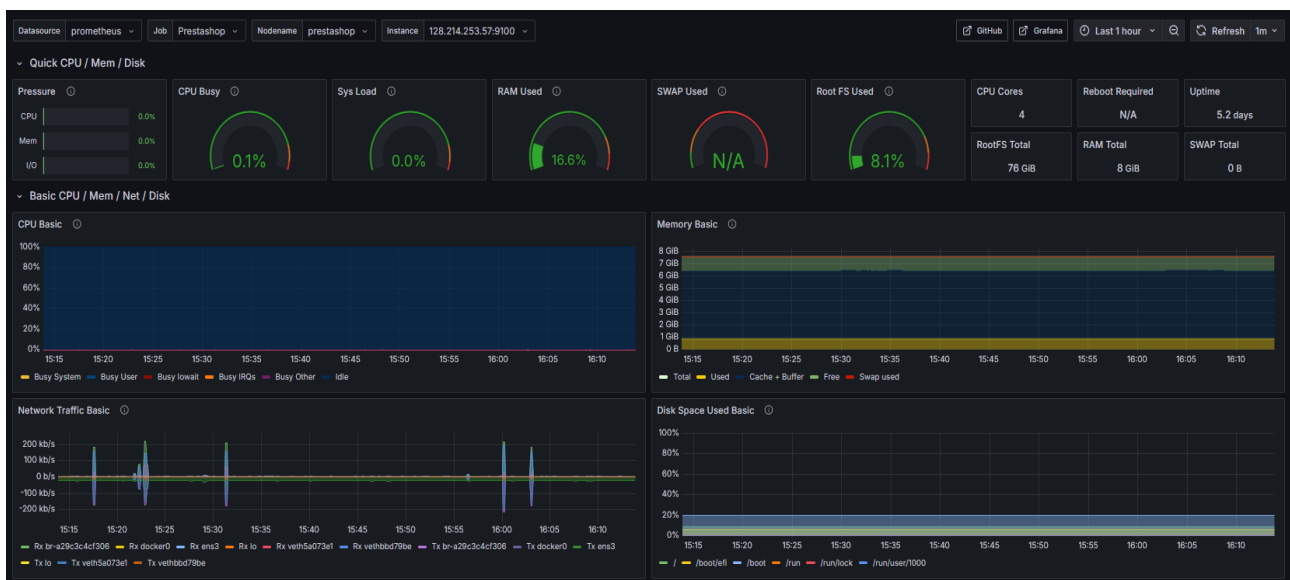 Datasource prometheus Job Prestashop Nodename prestashop Instance 128.214.253.57:9100 GitHub Grafana Last 1 hour Refresh 1m
Quick CPU / Mem / Disk
Pressure CPU Busy Sys Load RAM Used SWAP Used Root FS Used CPU Cores Reboot Required Uptime
CPU 0.0%
Mem 0.0%
I/O 0.0%
0.1%
0.0%
16.6%
N/A
8.1%
4 N/A 5.2 days
RootFS Total RAM Total SWAP Total
76 GiB 8 GiB 0 B
Basic CPU / Mem / Net / Disk
CPU Basic
100%
80%
60%
40%
20%
0%
15:15 15:20 15:25 15:30 15:35 15:40 15:45 15:50 15:55 16:00 16:05 16:10
Busy System Busy User Busy Iowait Busy IRQs Busy Other Idle
Memory Basic
8 GiB
7 GiB
6 GiB
5 GiB
4 GiB
3 GiB
2 GiB
1 GiB
0 B
15:15 15:20 15:25 15:30 15:35 15:40 15:45 15:50 15:55 16:00 16:05 16:10
Total Used Cache + Buffer Free Swap used
Network Traffic Basic
200 kb/s
100 kb/s
0 b/s
-100 kb/s
-200 kb/s
15:15 15:20 15:25 15:30 15:35 15:40 15:45 15:50 15:55 16:00 16:05 16:10
Rx br-a29c3c4cf306 Rx docker0 Rx ens3 Rx lo Rx veth5a073e1 Rx vethbbd79be Tx br-a29c3c4cf306 Tx docker0 Tx ens3
Tx lo Tx veth5a073e1 Tx vethbbd79be
Disk Space Used Basic
100%
80%
60%
40%
20%
0%
15:15 15:20 15:25 15:30 15:35 15:40 15:45 15:50 15:55 16:00 16:05 16:10
/ /boot/efi /boot /run /run/lock /run/user/1000